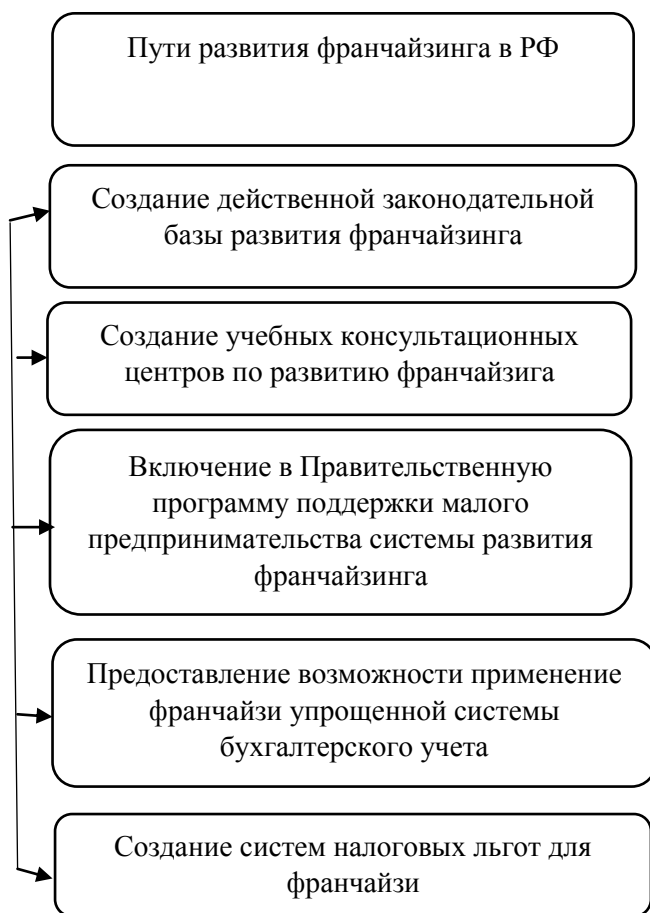 Пути развития франчайзинга в РФ
Создание действенной законодательной
базы развития франчайзинга
Создание учебных консультационных
центров по развитию франчайзига
Включение в Правительственную
программу поддержки малого
предпринимательства системы развития
франчайзинга
Предоставление возможности применение
франчайзи упрощенной системы
бухгалтерского учета
Создание систем налоговых льгот для
франчайзи